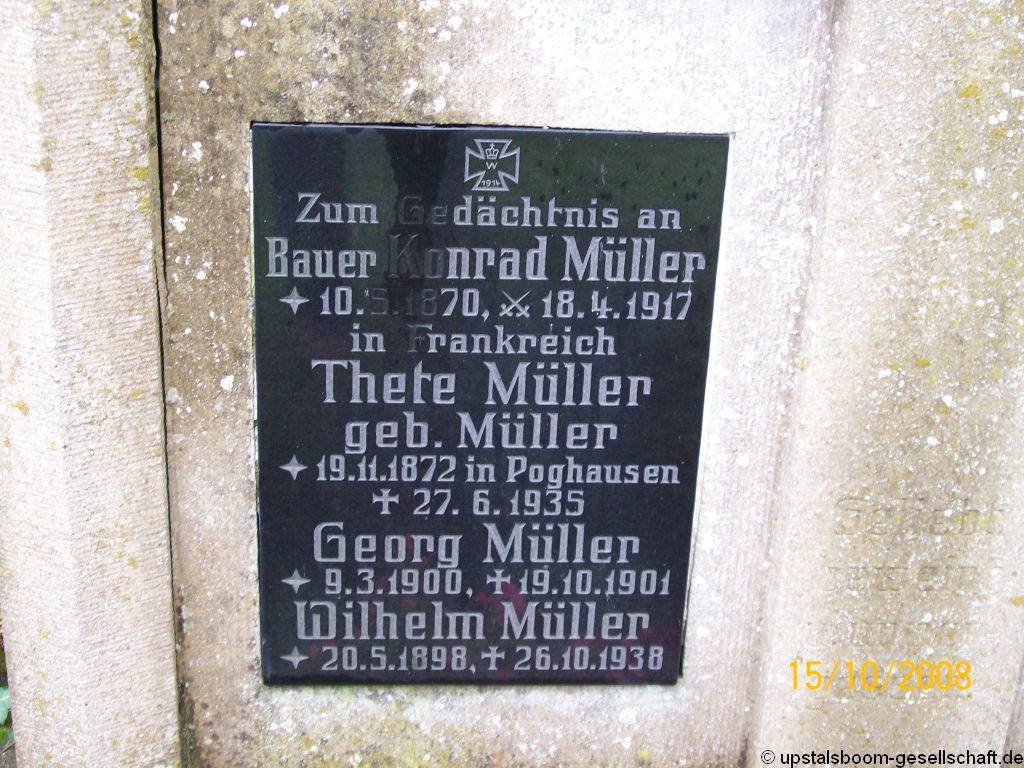 W
1914
Zum Gedächtnis an
Bauer Konrad Müller
10.5.1870, 18.4.1917
in Frankreich
Thete Müller
geb. Müller
19.11.1872 in Poghausen
27.6.1935
Georg Müller
9.3.1900, 19.10.1901
Wilhelm Müller
20.5.1898, 26.10.1938
15/10/2008
© upstalsboom-gesellschaft.de